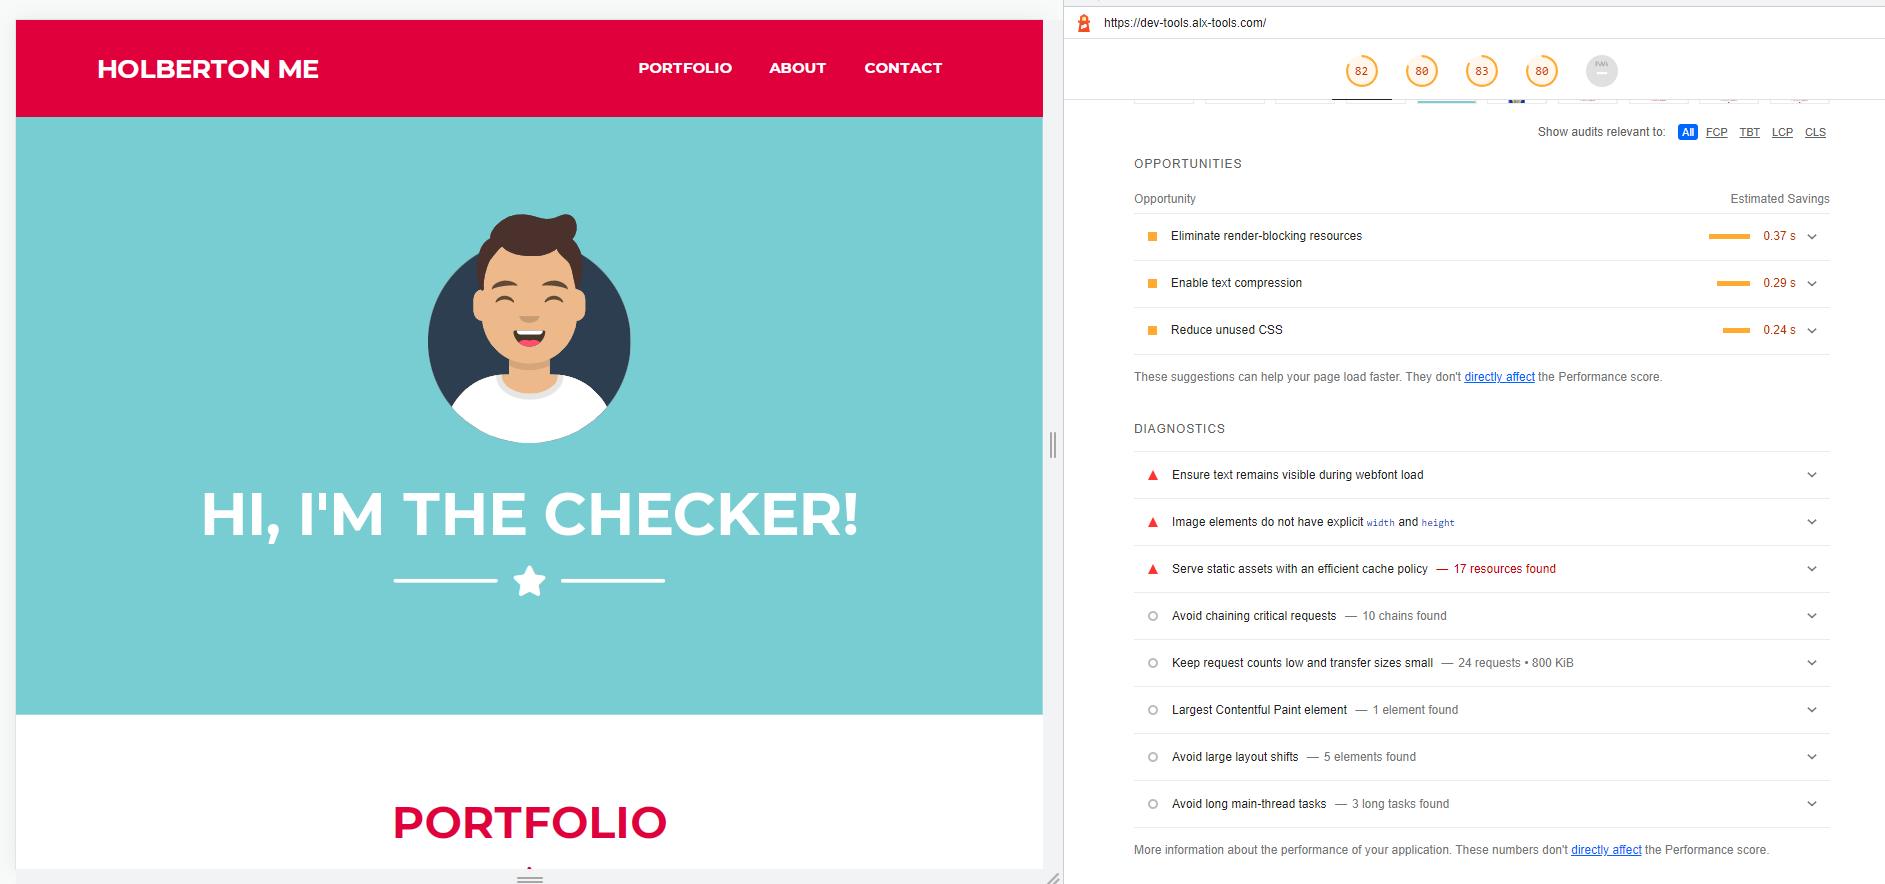 HOLBERTON ME
PORTFOLIO ABOUT CONTACT
HI, I'M THE CHECKER!
PORTFOLIO
https://dev-tools.alx-tools.com/
82 80 83 80 PWA
Show audits relevant to: All FCP TBT LCP CLS
OPPORTUNITIES
Opportunity Estimated Savings
Eliminate render-blocking resources 0.37 s
Enable text compression 0.29 s
Reduce unused CSS 0.24 s
These suggestions can help your page load faster. They don't directly affect the Performance score.
DIAGNOSTICS
Ensure text remains visible during webfont load
Image elements do not have explicit width and height
Serve static assets with an efficient cache policy — 17 resources found
Avoid chaining critical requests — 10 chains found
Keep request counts low and transfer sizes small — 24 requests • 800 KiB
Largest Contentful Paint element — 1 element found
Avoid large layout shifts — 5 elements found
Avoid long main-thread tasks — 3 long tasks found
More information about the performance of your application. These numbers don't directly affect the Performance score.